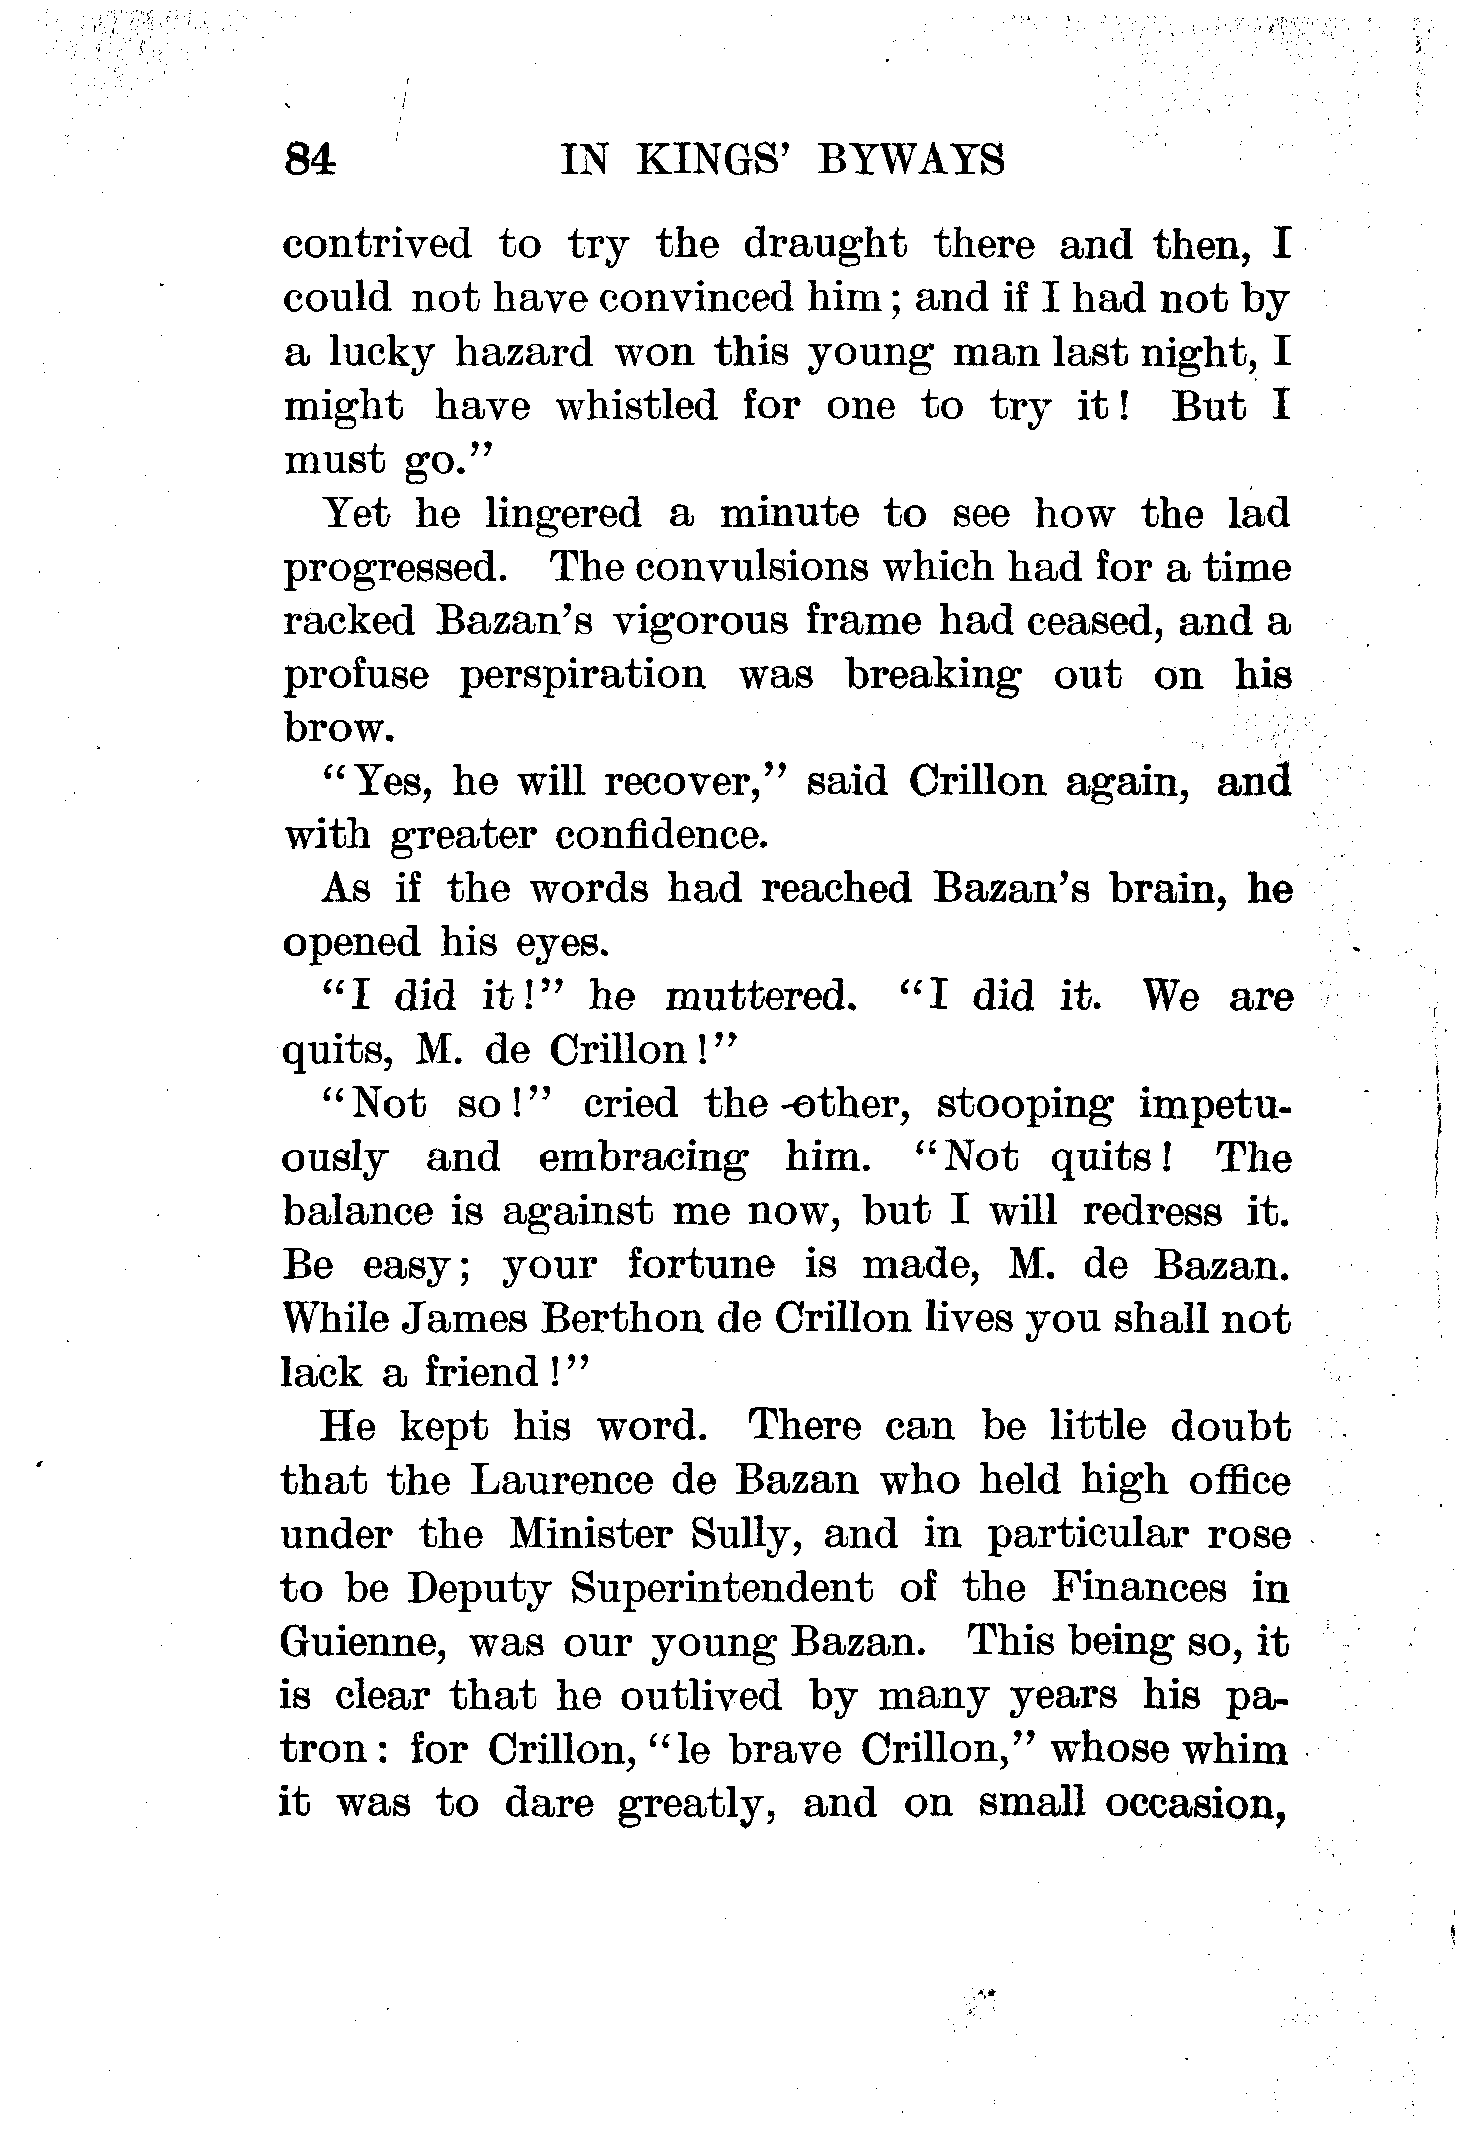 84 IN KINGS' BYWAYS
contrived to try the draught there and then, I
could not have convinced him; and if I had not by
a lucky hazard won this young man last night, I
might have whistled for one to try it! But I
must go."
Yet he lingered a minute to see how the lad
progressed. The convulsions which had for a time
racked Bazan's vigorous frame had ceased, and a
profuse perspiration was breaking out on his
brow.
"Yes, he will recover," said Crillon again, and
with greater confidence.
As if the words had reached Bazan's brain, he
opened his eyes.
"I did it!" he muttered. "I did it. We are
quits, M. de Crillon!"
"Not so!" cried the other, stooping impetu-
ously and embracing him. "Not quits! The
balance is against me now, but I will redress it.
Be easy; your fortune is made, M. de Bazan.
While James Berthon de Crillon lives you shall not
lack a friend!"
He kept his word. There can be little doubt
that the Laurence de Bazan who held high office
under the Minister Sully, and in particular rose
to be Deputy Superintendent of the Finances in
Guienne, was our young Bazan. This being so, it
is clear that he outlived by many years his pa-
tron: for Crillon, "le brave Crillon," whose whim
it was to dare greatly, and on small occasion,